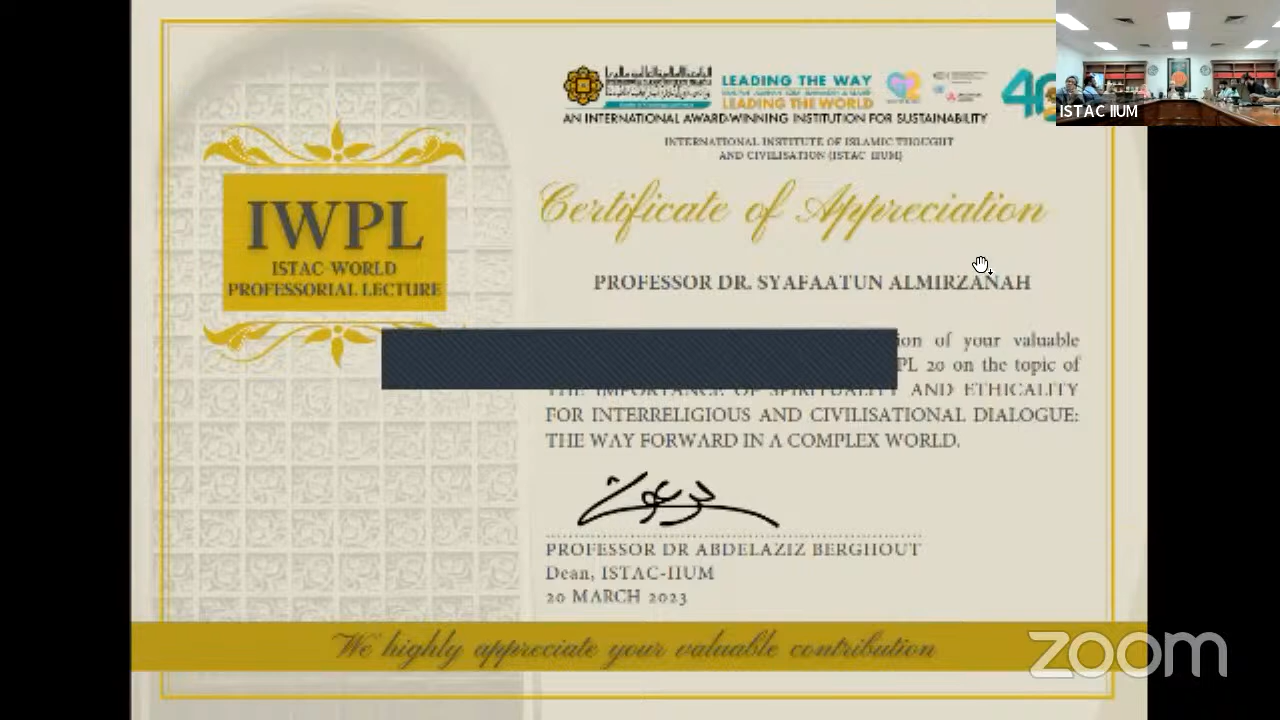 ISTAC IIUM
LEADING THE WAY
LEADING THE WORLD
AN INTERNATIONAL AWARD-WINNING INSTITUTION FOR SUSTAINABILITY
INTERNATIONAL INSTITUTE OF ISLAMIC THOUGHT
AND CIVILISATION (ISTAC IIUM)
Certificate of Appreciation
IWPL
ISTAC-WORLD
PROFESSORIAL LECTURE
PROFESSOR DR. SYAFAATUN ALMIRZANAH
ion of your valuable
PL 20 on the topic of
THE IMPORTANCE OF SPIRITUALITY AND ETHICALITY
FOR INTERRELIGIOUS AND CIVILISATIONAL DIALOGUE:
THE WAY FORWARD IN A COMPLEX WORLD.
PROFESSOR DR ABDELAZIZ BERGHOUT
Dean, ISTAC-IIUM
20 MARCH 2023
We highly appreciate your valuable contribution
zoom